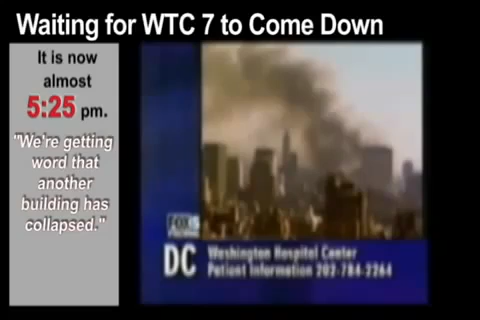 Waiting for WTC 7 to Come Down
It is now
almost
5:25 pm.
"We're getting
word that
another
building has
collapsed."
FOX
DC
Washington Hospital Center
Patient Information 202-784-2264